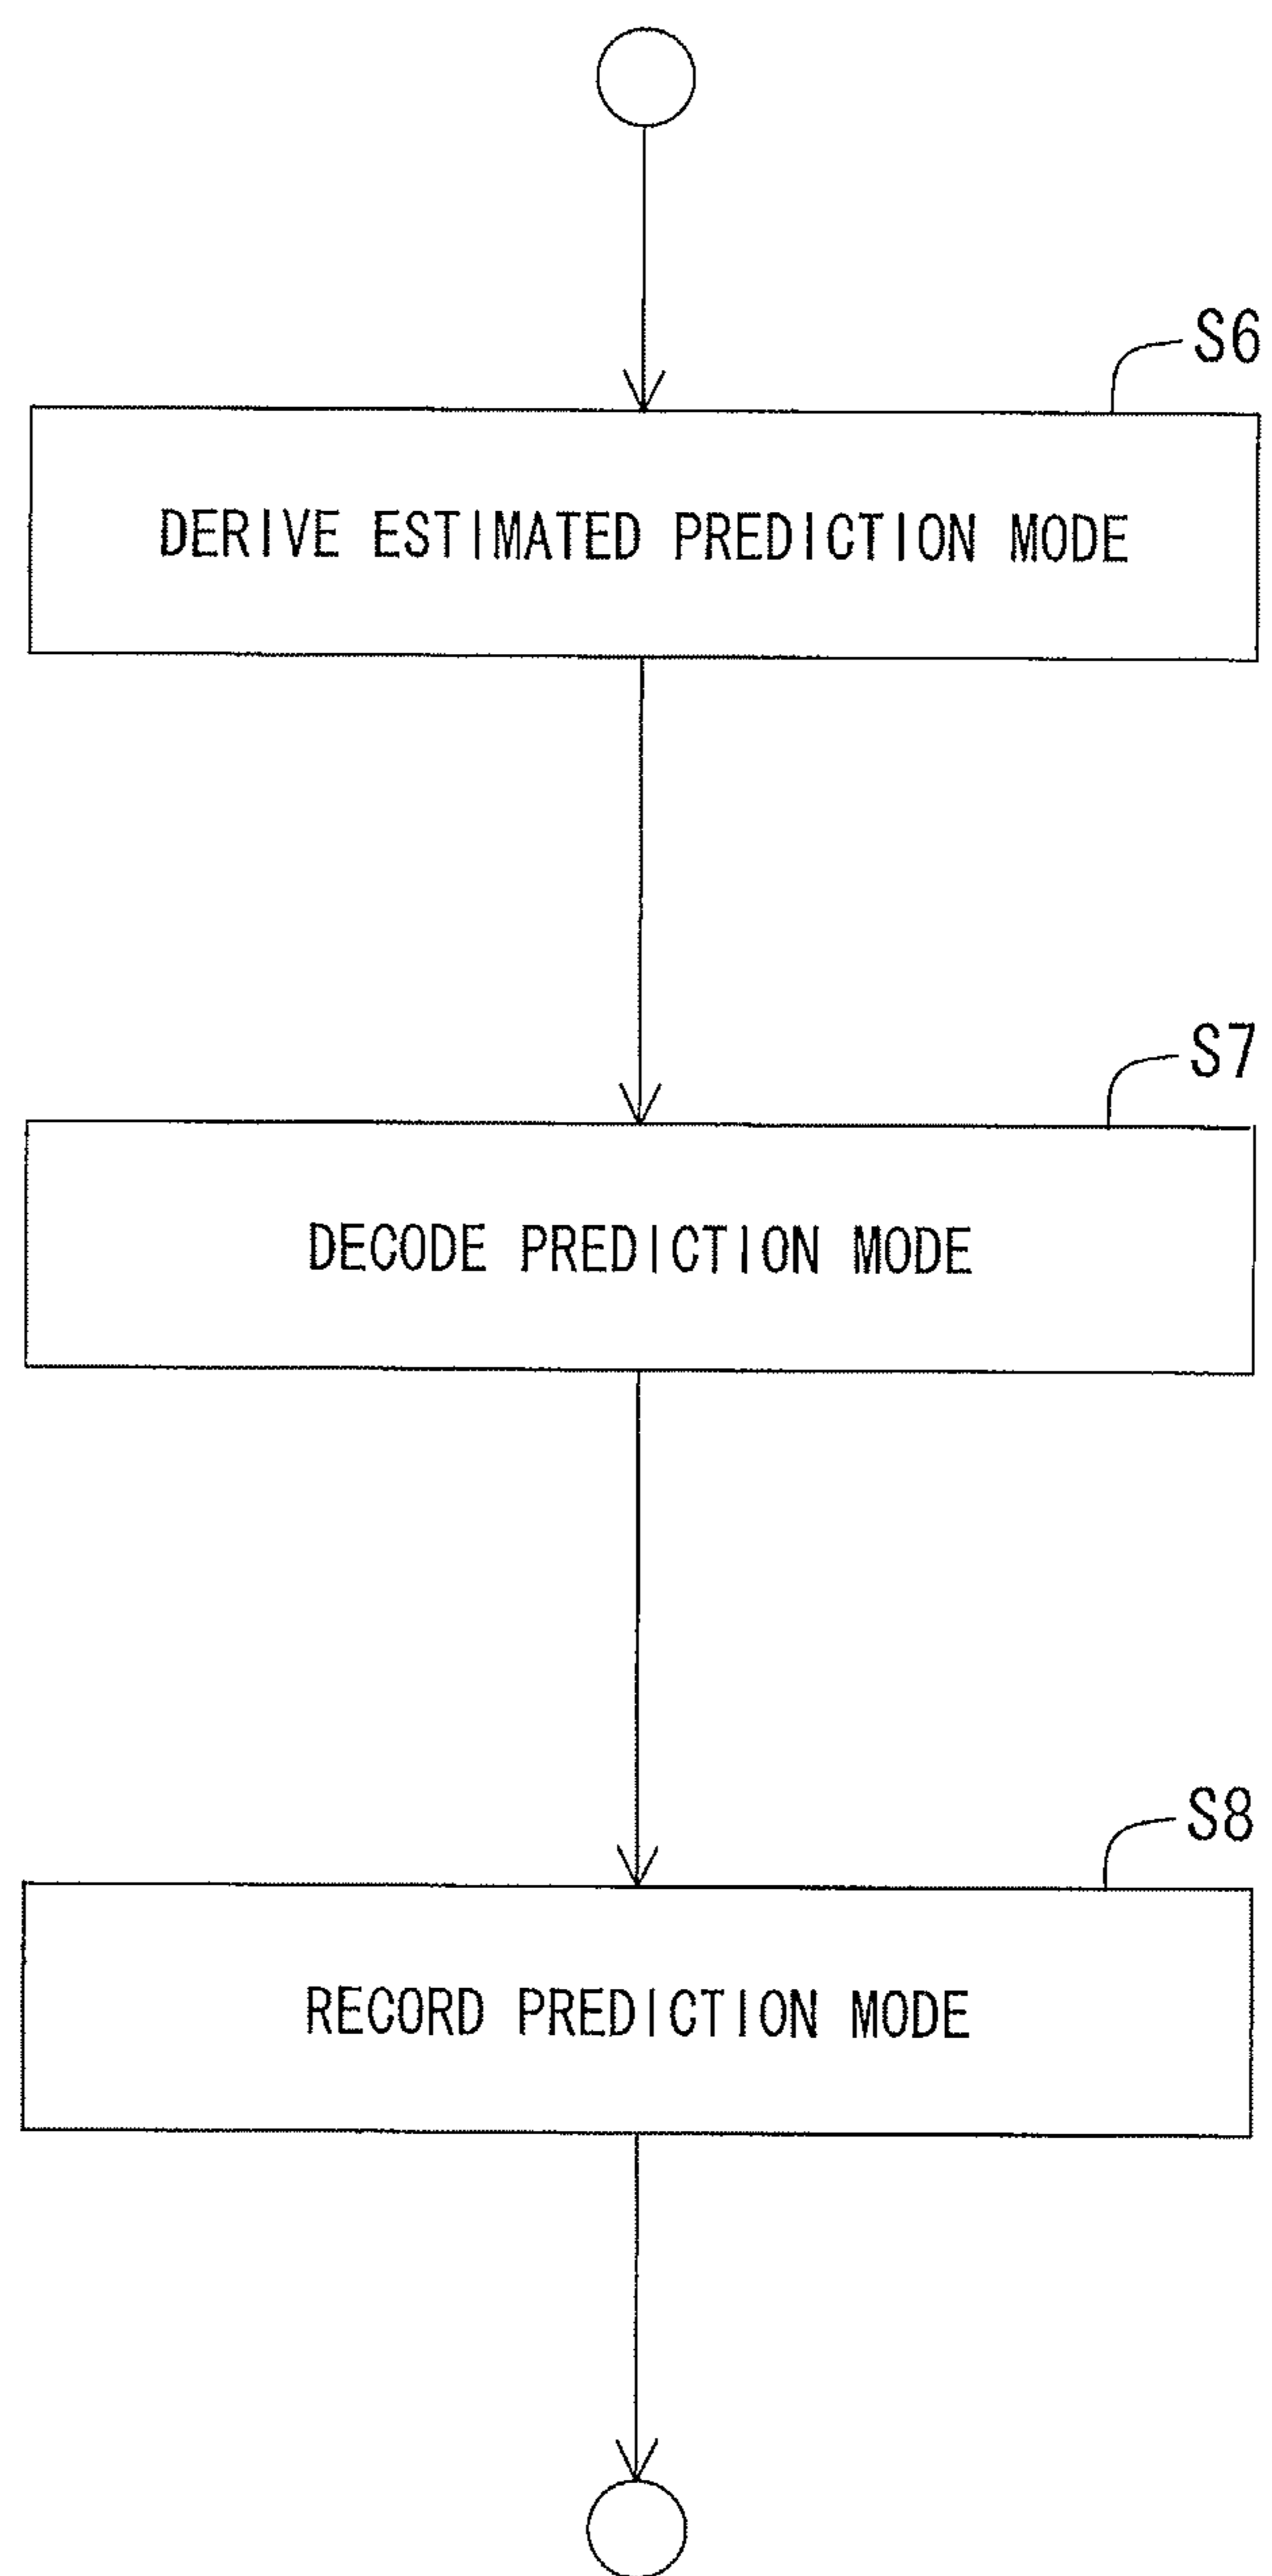 S6
DERIVE ESTIMATED PREDICTION MODE
S7
DECODE PREDICTION MODE
S8
RECORD PREDICTION MODE